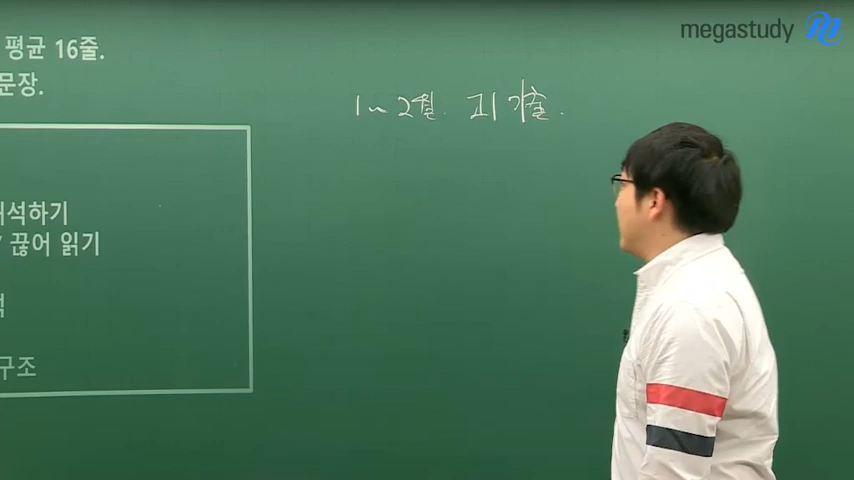 megastudy
평균 16줄.
문장.
1~2월. 고1 기출.
해석하기
끊어 읽기
구조